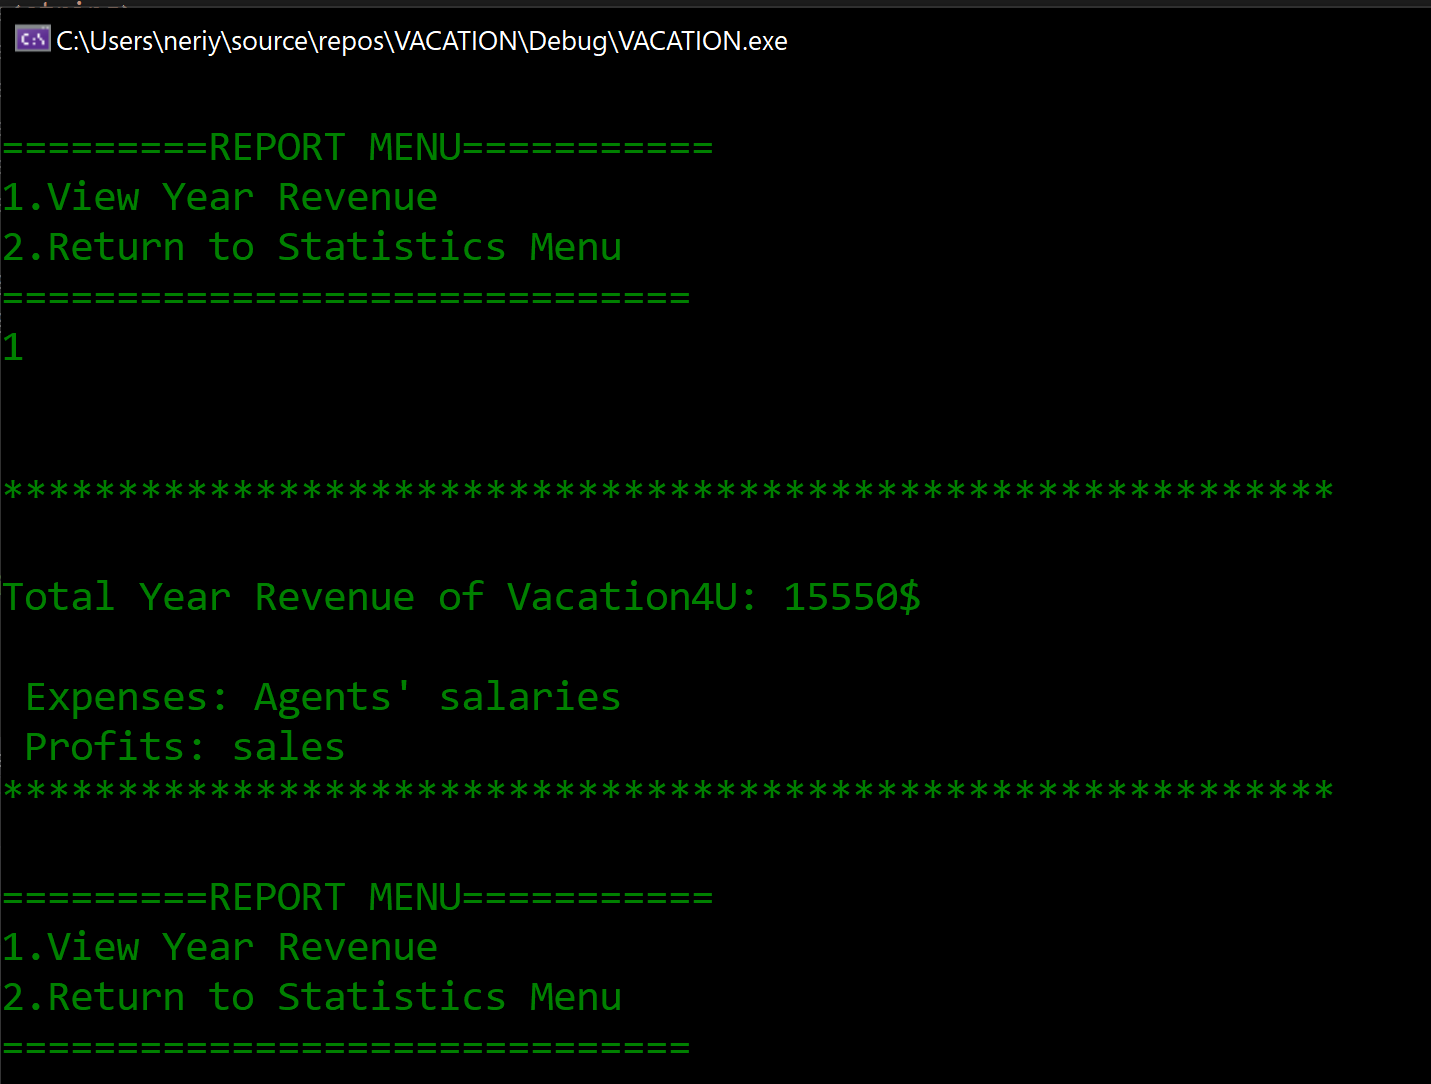 C:\Users\neriy\source\repos\VACATION\Debug\VACATION.exe
=========REPORT MENU===========
1.View Year Revenue
2.Return to Statistics Menu
==============================
1
**********************************************************
Total Year Revenue of Vacation4U: 15550$
Expenses: Agents' salaries
Profits: sales
**********************************************************
=========REPORT MENU===========
1.View Year Revenue
2.Return to Statistics Menu
==============================